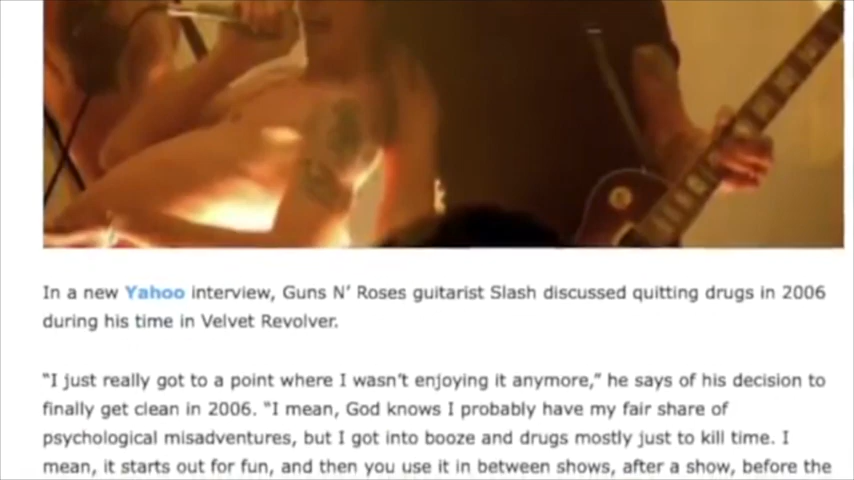 In a new Yahoo interview, Guns N’ Roses guitarist Slash discussed quitting drugs in 2006
during his time in Velvet Revolver.
“I just really got to a point where I wasn’t enjoying it anymore,” he says of his decision to
finally get clean in 2006. “I mean, God knows I probably have my fair share of
psychological misadventures, but I got into booze and drugs mostly just to kill time. I
mean, it starts out for fun, and then you use it in between shows, after a show, before the